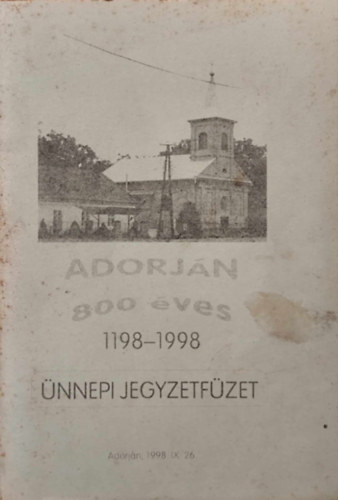 ADORJÁN
800 éves
1198–1998
ÜNNEPI JEGYZETFÜZET
Adorján, 1998. IX. 26.